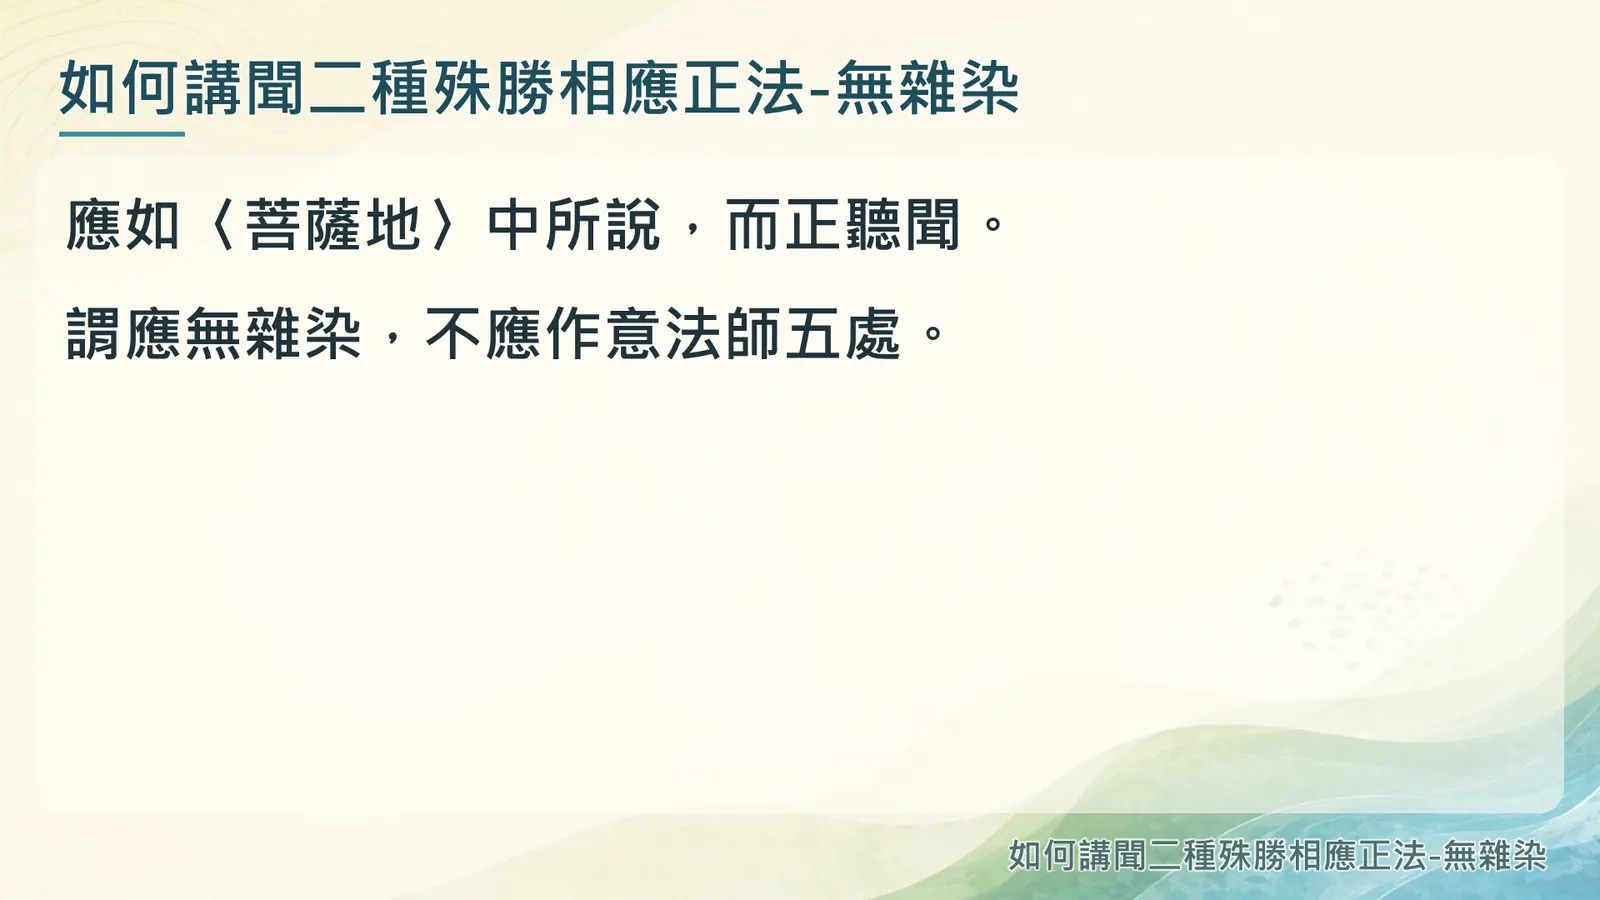 如何講聞二種殊勝相應正法-無雜染
應如〈菩薩地〉中所說，而正聽聞。
謂應無雜染，不應作意法師五處。
如何講聞二種殊勝相應正法-無雜染